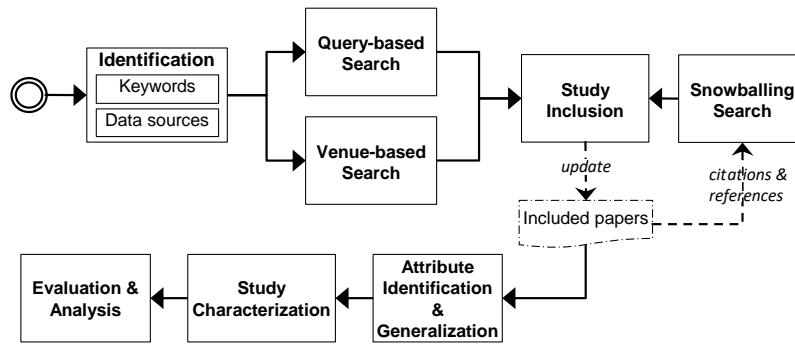 Identification
Keywords
Data sources
Query-based
Search
Venue-based
Search
Study
Inclusion
Snowballing
Search
update
citations &
references
Included papers
Evaluation &
Analysis
Study
Characterization
Attribute
Identification
&
Generalization